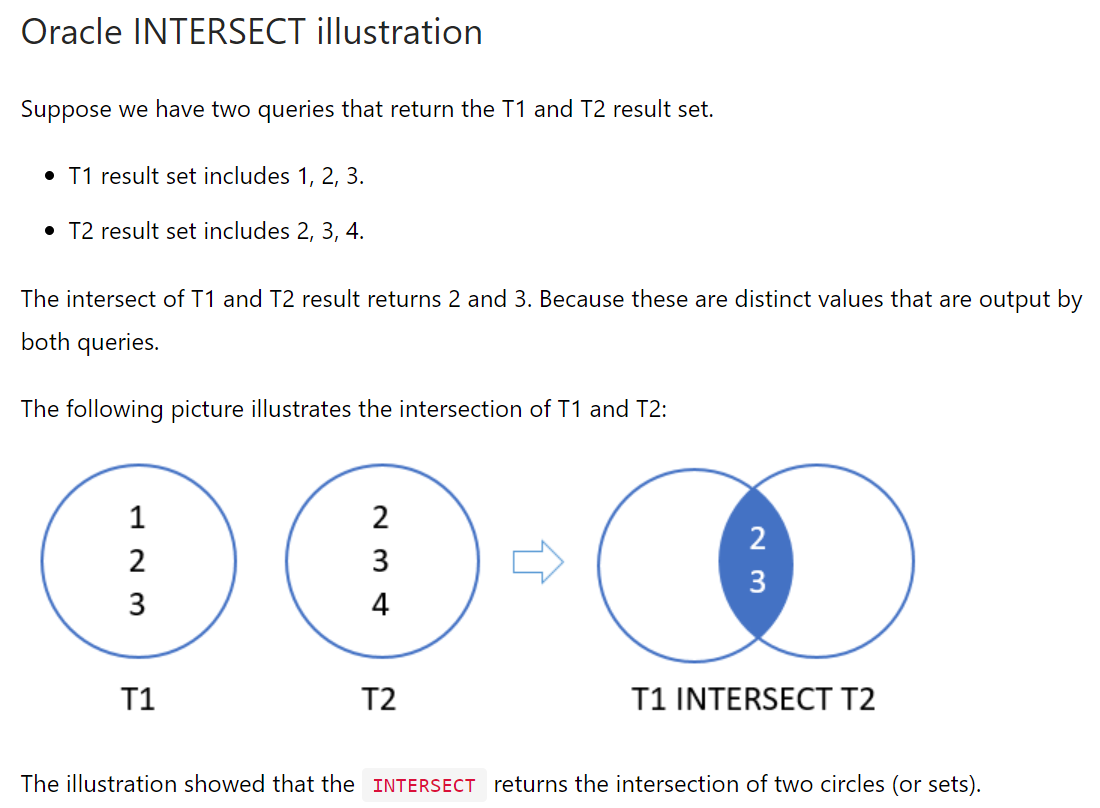 Oracle INTERSECT illustration
Suppose we have two queries that return the T1 and T2 result set.
• T1 result set includes 1, 2, 3.
• T2 result set includes 2, 3, 4.
The intersect of T1 and T2 result returns 2 and 3. Because these are distinct values that are output by
both queries.
The following picture illustrates the intersection of T1 and T2:
1
2
3
T1
2
3
4
T2
2
3
T1 INTERSECT T2
The illustration showed that the INTERSECT returns the intersection of two circles (or sets).